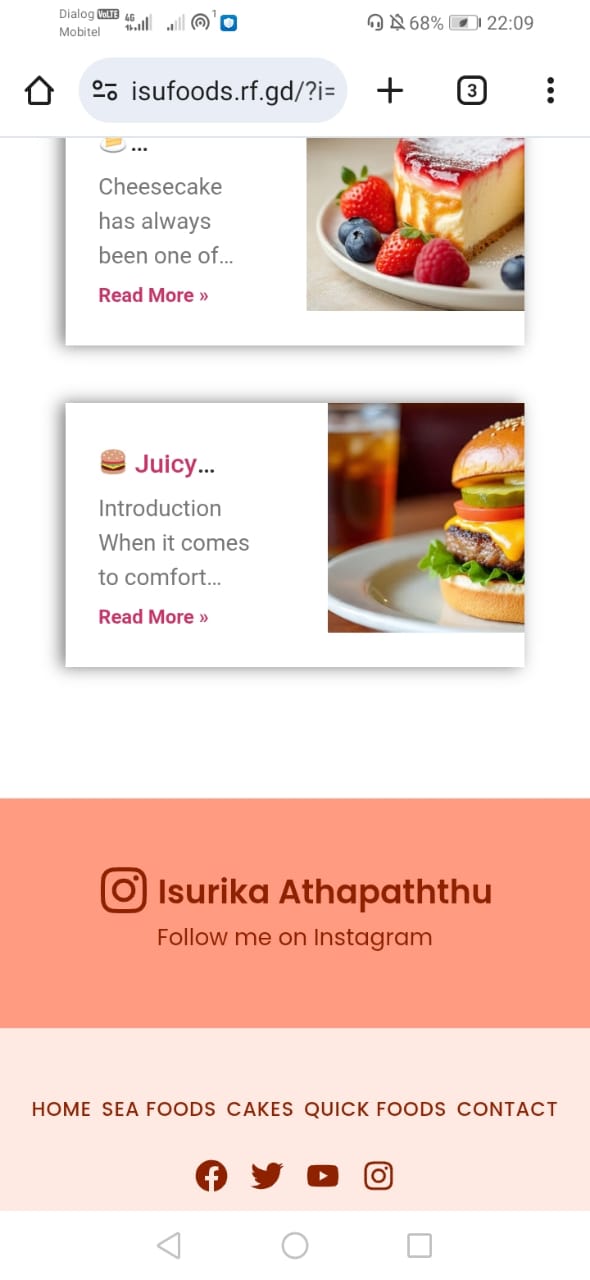 Dialog VoLTE 4G 1 68% 22:09
Mobitel
isufoods.rf.gd/?i= 3
🍰...
Cheesecake
has always
been one of...
Read More »
🍔 Juicy...
Introduction
When it comes
to comfort...
Read More »
Isurika Athapaththu
Follow me on Instagram
HOME SEA FOODS CAKES QUICK FOODS CONTACT